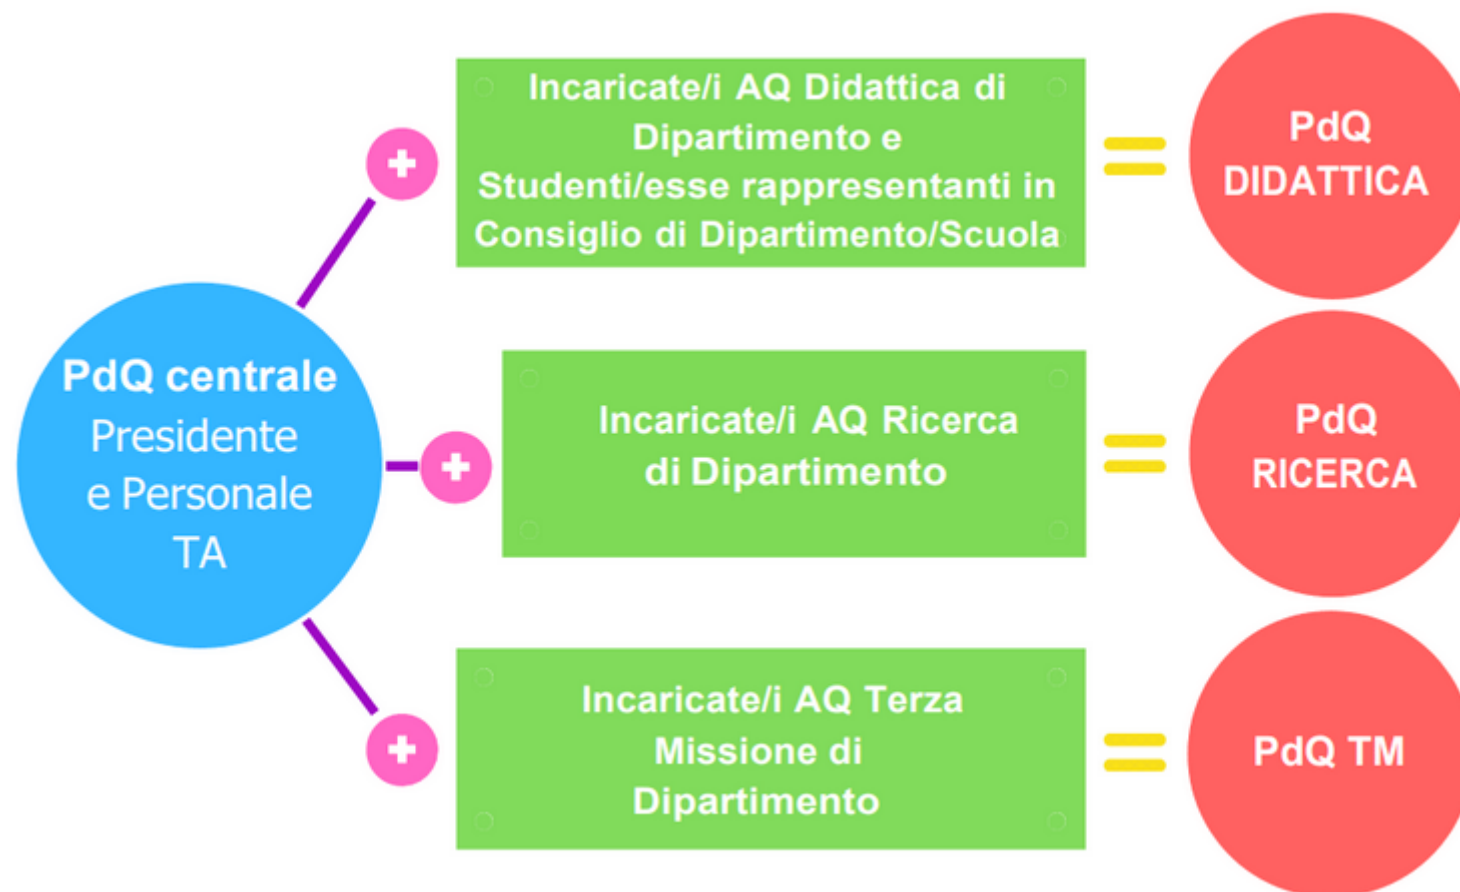 PdQ centrale
Presidente
e Personale
TA
+
Incaricate/i AQ Didattica di
Dipartimento e
Studenti/esse rappresentanti in
Consiglio di Dipartimento/Scuola
=
PdQ
DIDATTICA
+
Incaricate/i AQ Ricerca
di Dipartimento
=
PdQ
RICERCA
+
Incaricate/i AQ Terza
Missione di
Dipartimento
=
PdQ TM